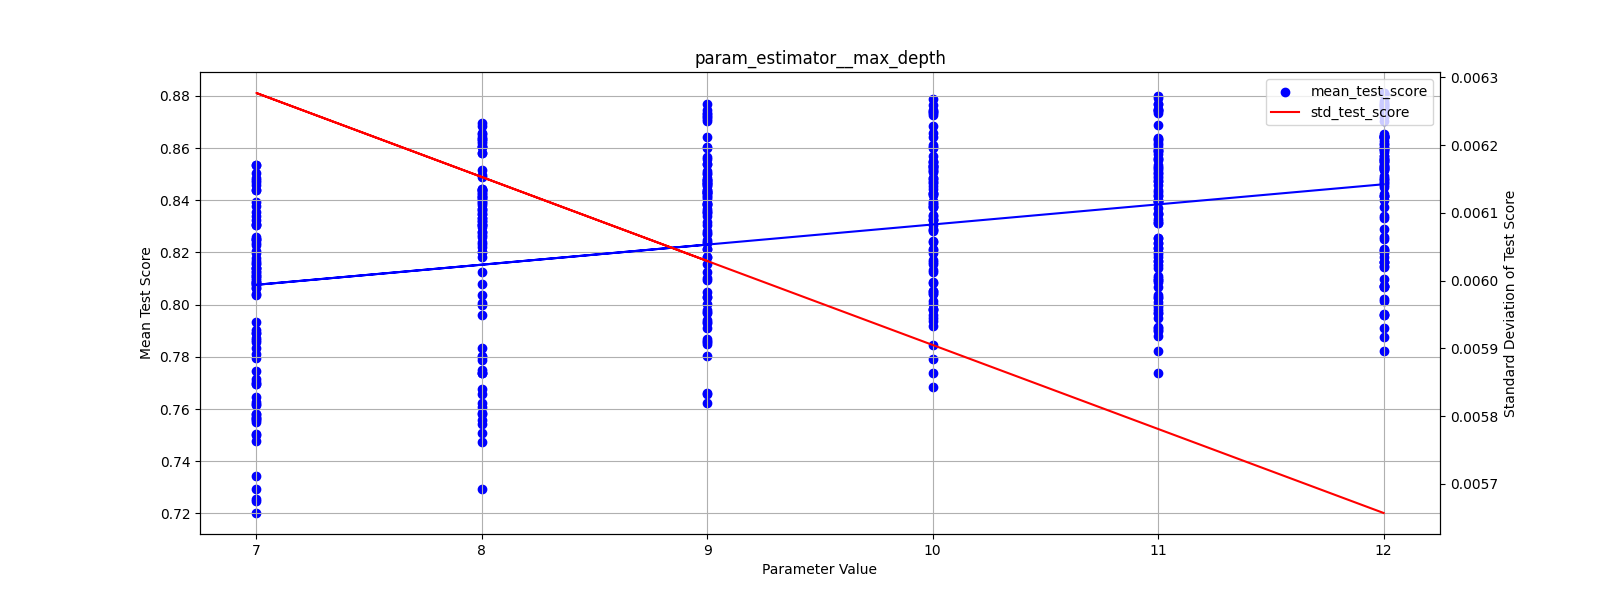 param_estimator__max_depth
mean_test_score
std_test_score
Mean Test Score
0.88
0.86
0.84
0.82
0.80
0.78
0.76
0.74
0.72
Standard Deviation of Test Score
0.0063
0.0062
0.0061
0.0060
0.0059
0.0058
0.0057
7 8 9 10 11 12
Parameter Value